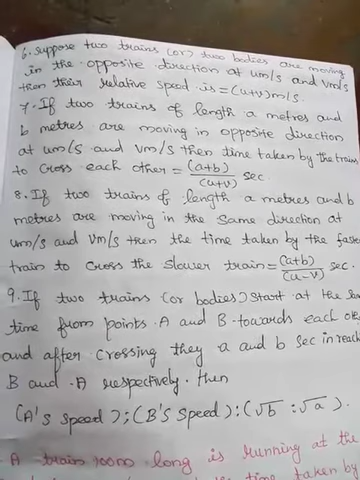 6. Suppose two trains (or) two bodies are moving
in the opposite direction at um/s and vm/s
then their relative speed is = (u+v) m/s.
7. If two trains of length a metres and
b metres are moving in opposite direction
at um/s and vm/s then time taken by the trains
to cross each other = (a+b)/(u+v) sec.
8. If two trains of length a metres and b
metres are moving in the same direction at
um/s and vm/s then the time taken by the faster
train to cross the slower train = (a+b)/(u-v) sec.
9. If two trains (or bodies) start at the same
time from points A and B towards each oth
and after crossing they a and b sec in reach
B and A respectively. then
(A's speed) : (B's speed) : (√b : √a).
A train 100m long is running at the
time taken by